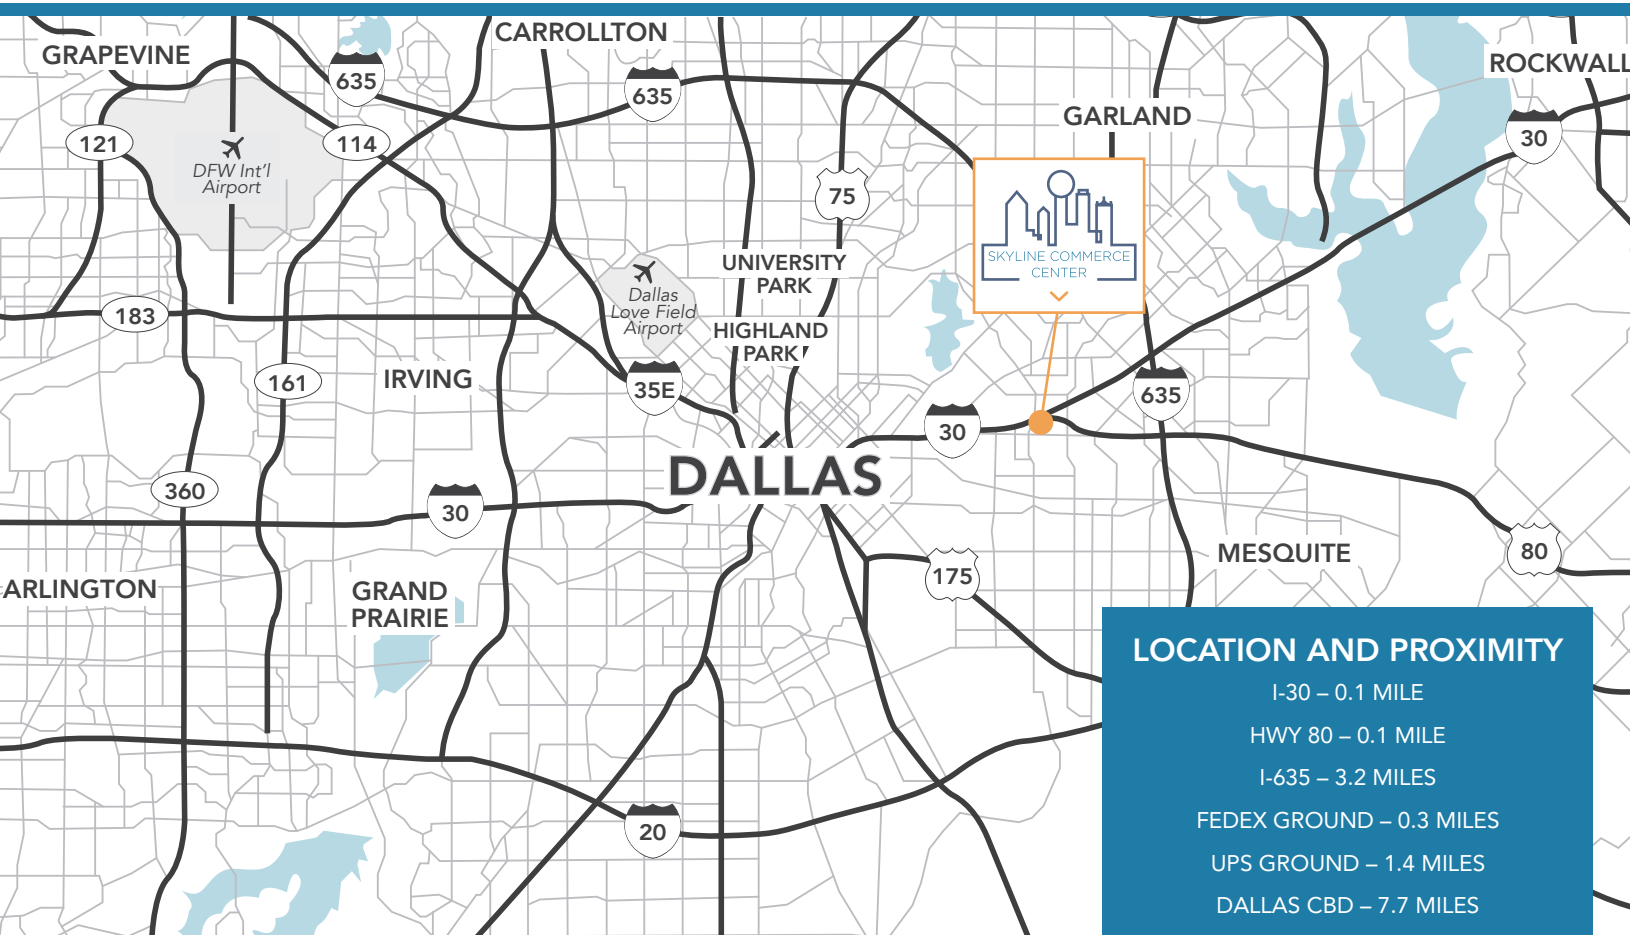 CARROLLTON
GRAPEVINE
ROCKWALL
635
635
GARLAND
121
114
30
DFW Int'l
Airport
75
SKYLINE COMMERCE
CENTER
UNIVERSITY
PARK
Dallas
Love Field
Airport
183
HIGHLAND
PARK
161
IRVING
35E
635
30
DALLAS
360
30
80
MESQUITE
175
ARLINGTON
GRAND
PRAIRIE
20
LOCATION AND PROXIMITY
I-30 – 0.1 MILE
HWY 80 – 0.1 MILE
I-635 – 3.2 MILES
FEDEX GROUND – 0.3 MILES
UPS GROUND – 1.4 MILES
DALLAS CBD – 7.7 MILES